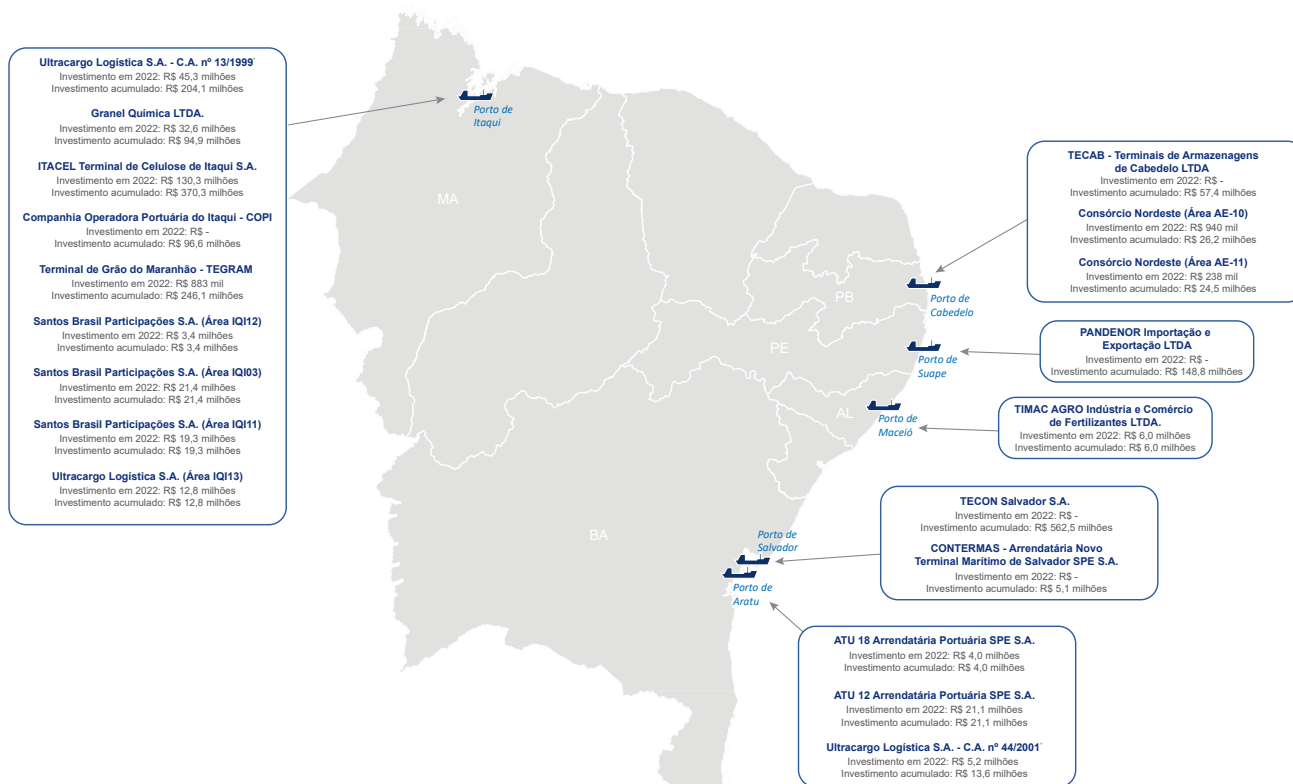 Ultracargo Logística S.A. - C.A. nº 13/1999
Investimento em 2022: R$ 45,3 milhões
Investimento acumulado: R$ 204,1 milhões
Granel Química LTDA.
Investimento em 2022: R$ 32,6 milhões
Investimento acumulado: R$ 94,9 milhões
ITACEL Terminal de Celulose de Itaqui S.A.
Investimento em 2022: R$ 130,3 milhões
Investimento acumulado: R$ 370,3 milhões
Companhia Operadora Portuária do Itaqui - COPI
Investimento em 2022: R$ -
Investimento acumulado: R$ 96,6 milhões
Terminal de Grão do Maranhão - TEGRAM
Investimento em 2022: R$ 883 mil
Investimento acumulado: R$ 246,1 milhões
Santos Brasil Participações S.A. (Área IQI12)
Investimento em 2022: R$ 3,4 milhões
Investimento acumulado: R$ 3,4 milhões
Santos Brasil Participações S.A. (Área IQI03)
Investimento em 2022: R$ 21,4 milhões
Investimento acumulado: R$ 21,4 milhões
Santos Brasil Participações S.A. (Área IQI11)
Investimento em 2022: R$ 19,3 milhões
Investimento acumulado: R$ 19,3 milhões
Ultracargo Logística S.A. (Área IQI13)
Investimento em 2022: R$ 12,8 milhões
Investimento acumulado: R$ 12,8 milhões
Porto de
Itaqui
MA
PB
PE
AL
BA
Porto de
Cabedelo
Porto de
Suape
Porto de
Maceió
Porto de
Salvador
Porto de
Aratu
TECAB - Terminais de Armazenagens
de Cabedelo LTDA
Investimento em 2022: R$ -
Investimento acumulado: R$ 57,4 milhões
Consórcio Nordeste (Área AE-10)
Investimento em 2022: R$ 940 mil
Investimento acumulado: R$ 26,2 milhões
Consórcio Nordeste (Área AE-11)
Investimento em 2022: R$ 238 mil
Investimento acumulado: R$ 24,5 milhões
PANDENOR Importação e
Exportação LTDA
Investimento em 2022: R$ -
Investimento acumulado: R$ 148,8 milhões
TIMAC AGRO Indústria e Comércio
de Fertilizantes LTDA.
Investimento em 2022: R$ 6,0 milhões
Investimento acumulado: R$ 6,0 milhões
TECON Salvador S.A.
Investimento em 2022: R$ -
Investimento acumulado: R$ 562,5 milhões
CONTERMAS - Arrendatária Novo
Terminal Marítimo de Salvador SPE S.A.
Investimento em 2022: R$ -
Investimento acumulado: R$ 5,1 milhões
ATU 18 Arrendatária Portuária SPE S.A.
Investimento em 2022: R$ 4,0 milhões
Investimento acumulado: R$ 4,0 milhões
ATU 12 Arrendatária Portuária SPE S.A.
Investimento em 2022: R$ 21,1 milhões
Investimento acumulado: R$ 21,1 milhões
Ultracargo Logística S.A. - C.A. nº 44/2001
Investimento em 2022: R$ 5,2 milhões
Investimento acumulado: R$ 13,6 milhões